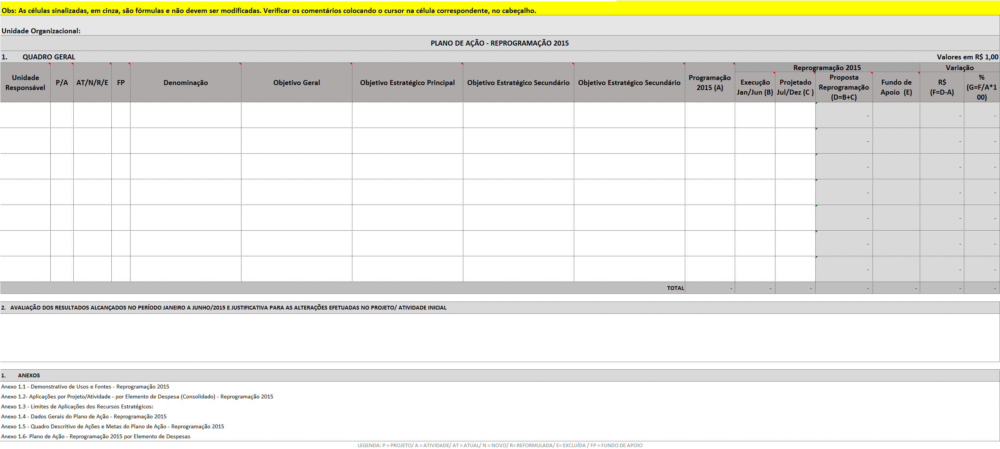 Obs: As células sinalizadas, em cinza, são fórmulas e não devem ser modificadas. Verificar os comentários colocando o cursor na célula correspondente, no cabeçalho.
Unidade Organizacional:
PLANO DE AÇÃO - REPROGRAMAÇÃO 2015
1. QUADRO GERAL Valores em R$ 1,00
Unidade Responsável P/A AT/N/R/E FP Denominação Objetivo Geral Objetivo Estratégico Principal Objetivo Estratégico Secundário Objetivo Estratégico Secundário Programação 2015 (A) Reprogramação 2015 Variação
Execução Jan/Jun (B) Projetado Jul/Dez (C ) Proposta Reprogramação (D=B+C) Fundo de Apoio (E) R$ (F=D-A) % (G=F/A*100)
- - -
- - -
- - -
- - -
- - -
- - -
- - -
TOTAL - - - - - - -
2. AVALIAÇÃO DOS RESULTADOS ALCANÇADOS NO PERÍODO JANEIRO A JUNHO/2015 E JUSTIFICATIVA PARA AS ALTERAÇÕES EFETUADAS NO PROJETO/ ATIVIDADE INICIAL
1. ANEXOS
Anexo 1.1 - Demonstrativo de Usos e Fontes - Reprogramação 2015
Anexo 1.2- Aplicações por Projeto/Atividade - por Elemento de Despesa (Consolidado) - Reprogramação 2015
Anexo 1.3 - Limites de Aplicações dos Recursos Estratégicos:
Anexo 1.4 - Dados Gerais do Plano de Ação - Reprogramação 2015
Anexo 1.5 - Quadro Descritivo de Ações e Metas do Plano de Ação - Reprogramação 2015
Anexo 1.6- Plano de Ação - Reprogramação 2015 por Elemento de Despesas
LEGENDA: P = PROJETO/ A = ATIVIDADE/ AT = ATUAL/ N = NOVO/ R= REFORMULADA/ E= EXCLUÍDA / FP = FUNDO DE APOIO